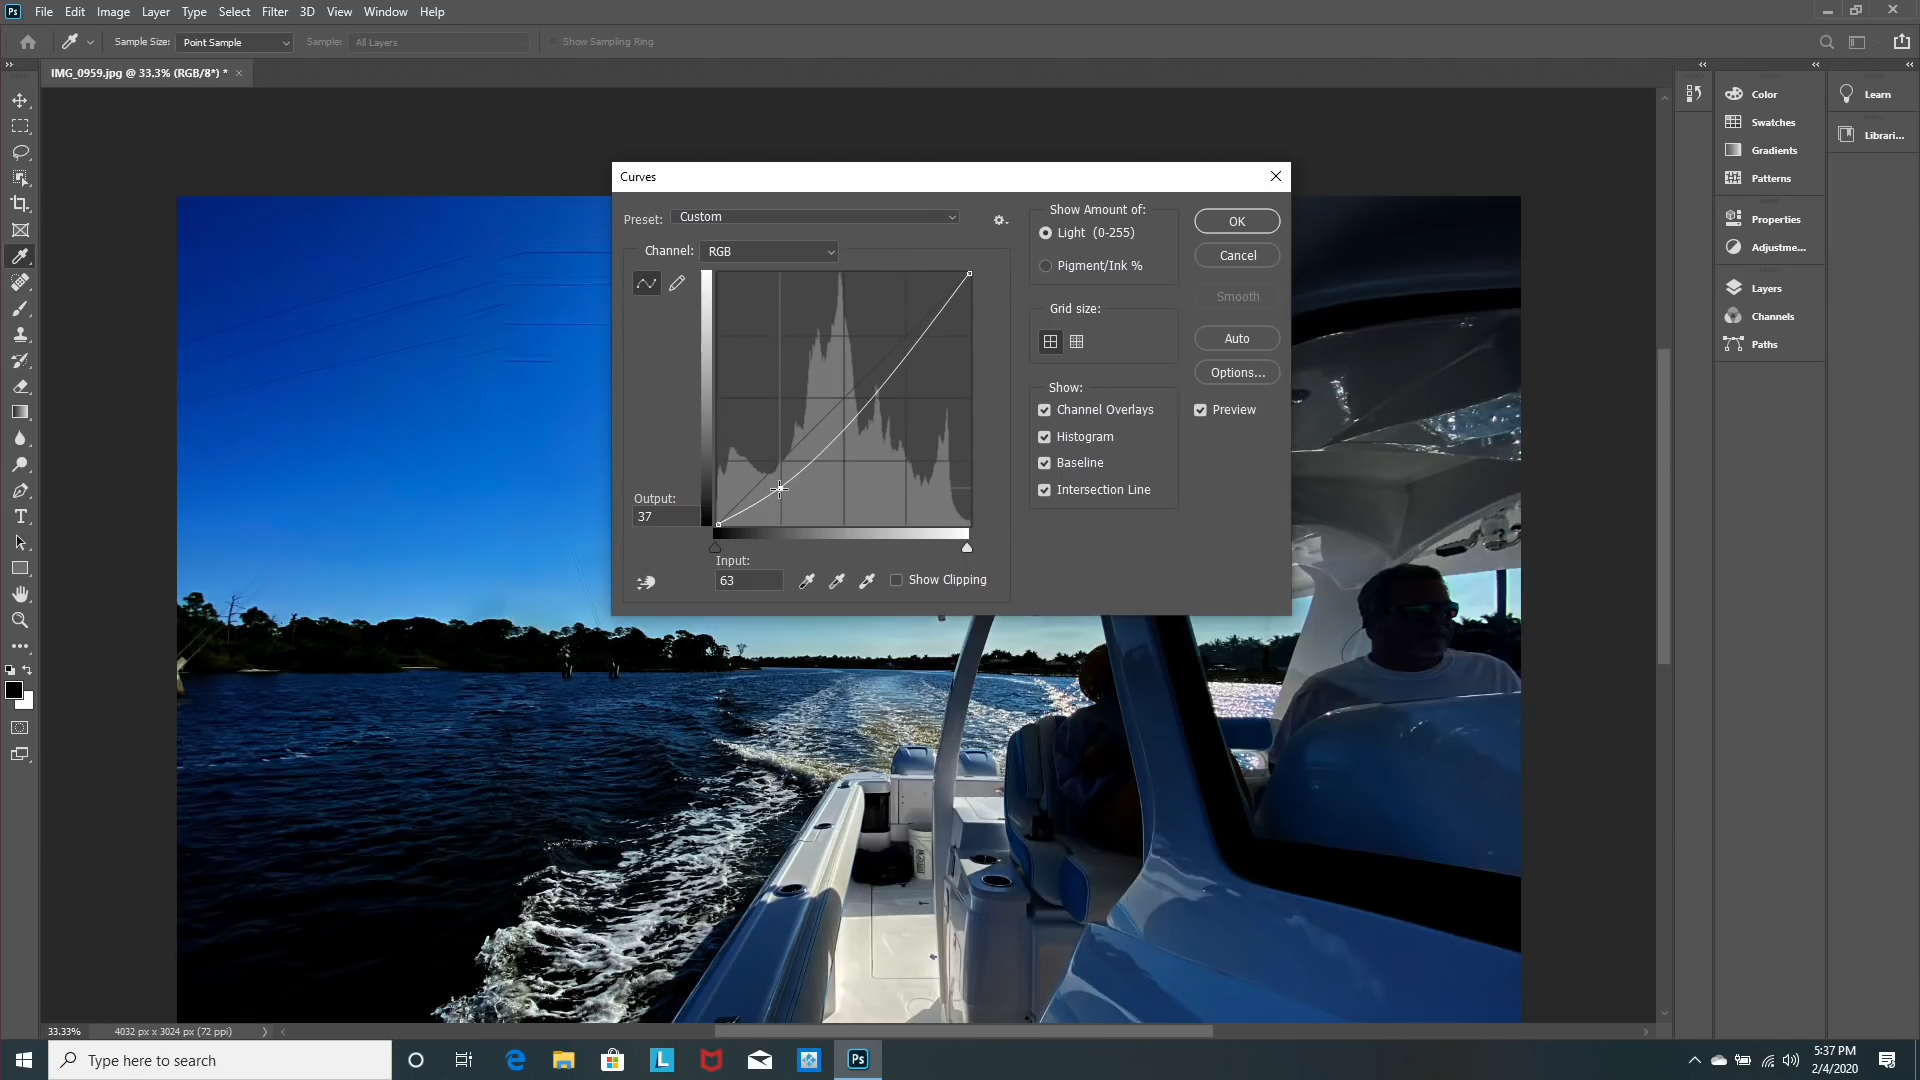 Ps File Edit Image Layer Type Select Filter 3D View Window Help
Sample Size: Point Sample Sample: All Layers Show Sampling Ring
IMG_0959.jpg @ 33.3% (RGB/8*) * ×
Color
Swatches
Gradients
Patterns
Properties
Adjustme...
Layers
Channels
Paths
Learn
Librari...
Curves
Preset: Custom
Channel: RGB
Output:
37
Input:
63
Show Clipping
Show Amount of:
Light (0-255)
Pigment/Ink %
Grid size:
Show:
Channel Overlays
Histogram
Baseline
Intersection Line
OK
Cancel
Smooth
Auto
Options...
Preview
33.33% 4032 px x 3024 px (72 ppi)
Type here to search
L
Ps
5:37 PM
2/4/2020